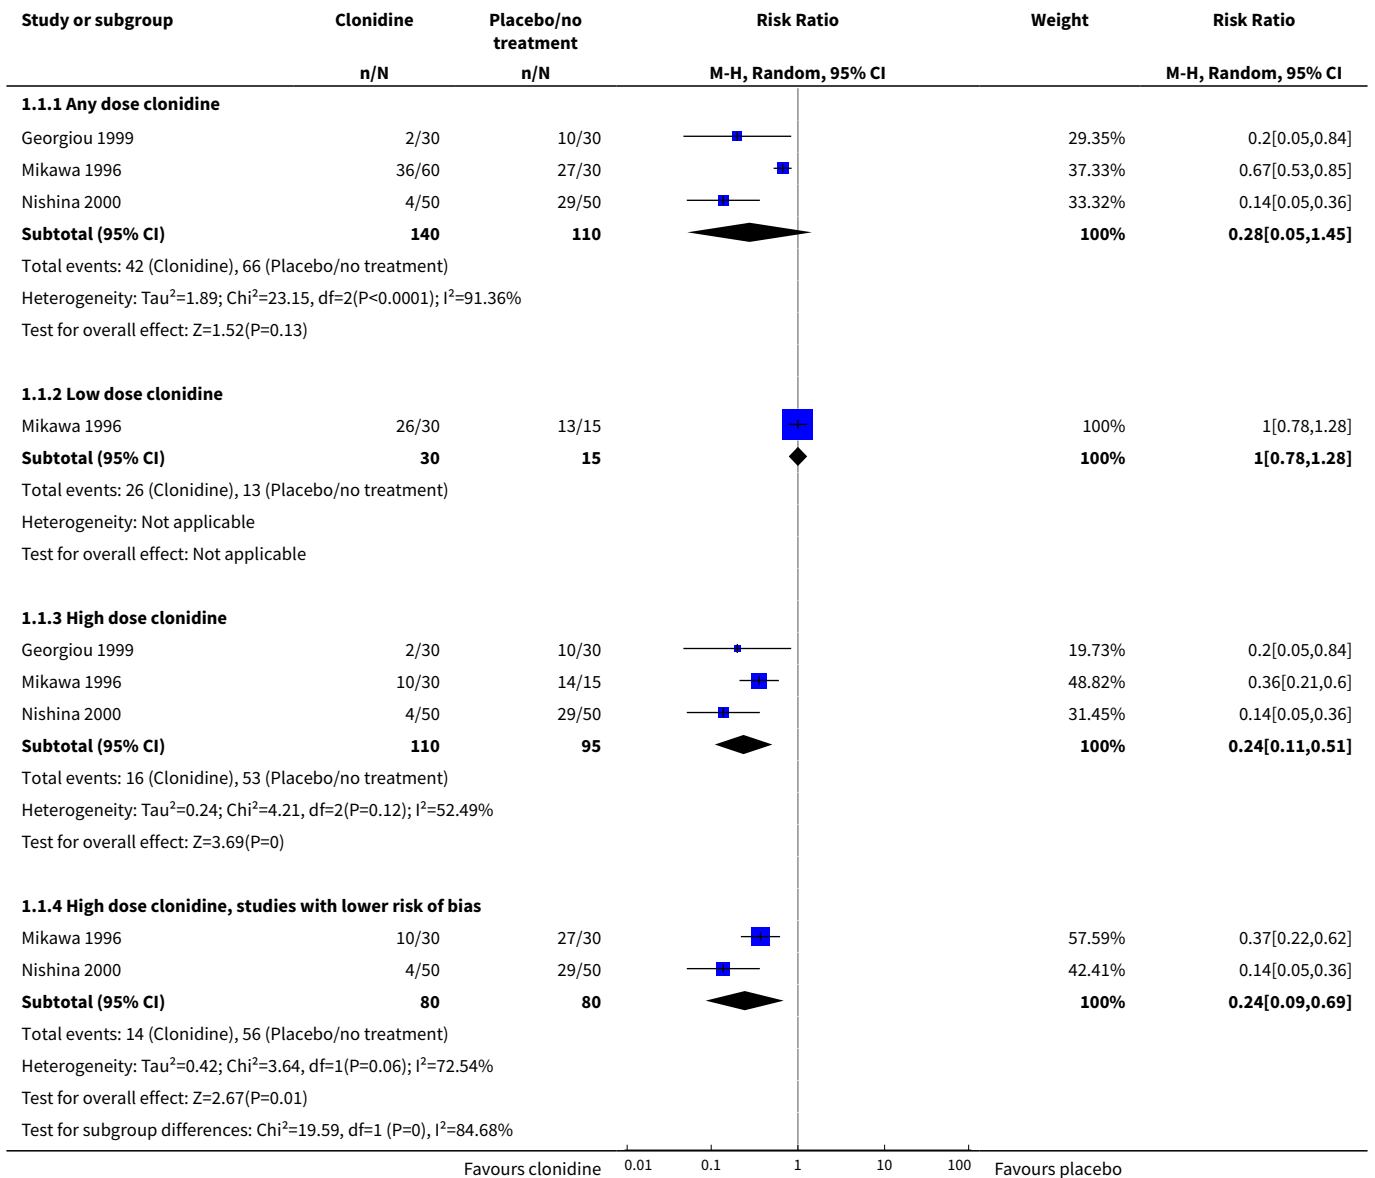 Study or subgroup Clonidine Placebo/no treatment Risk Ratio Weight Risk Ratio
n/N n/N M-H, Random, 95% CI M-H, Random, 95% CI
1.1.1 Any dose clonidine
Georgiou 1999 2/30 10/30 29.35% 0.2[0.05,0.84]
Mikawa 1996 36/60 27/30 37.33% 0.67[0.53,0.85]
Nishina 2000 4/50 29/50 33.32% 0.14[0.05,0.36]
Subtotal (95% CI) 140 110 100% 0.28[0.05,1.45]
Total events: 42 (Clonidine), 66 (Placebo/no treatment)
Heterogeneity: Tau²=1.89; Chi²=23.15, df=2(P<0.0001); I²=91.36%
Test for overall effect: Z=1.52(P=0.13)
1.1.2 Low dose clonidine
Mikawa 1996 26/30 13/15 100% 1[0.78,1.28]
Subtotal (95% CI) 30 15 100% 1[0.78,1.28]
Total events: 26 (Clonidine), 13 (Placebo/no treatment)
Heterogeneity: Not applicable
Test for overall effect: Not applicable
1.1.3 High dose clonidine
Georgiou 1999 2/30 10/30 19.73% 0.2[0.05,0.84]
Mikawa 1996 10/30 14/15 48.82% 0.36[0.21,0.6]
Nishina 2000 4/50 29/50 31.45% 0.14[0.05,0.36]
Subtotal (95% CI) 110 95 100% 0.24[0.11,0.51]
Total events: 16 (Clonidine), 53 (Placebo/no treatment)
Heterogeneity: Tau²=0.24; Chi²=4.21, df=2(P=0.12); I²=52.49%
Test for overall effect: Z=3.69(P=0)
1.1.4 High dose clonidine, studies with lower risk of bias
Mikawa 1996 10/30 27/30 57.59% 0.37[0.22,0.62]
Nishina 2000 4/50 29/50 42.41% 0.14[0.05,0.36]
Subtotal (95% CI) 80 80 100% 0.24[0.09,0.69]
Total events: 14 (Clonidine), 56 (Placebo/no treatment)
Heterogeneity: Tau²=0.42; Chi²=3.64, df=1(P=0.06); I²=72.54%
Test for overall effect: Z=2.67(P=0.01)
Test for subgroup differences: Chi²=19.59, df=1 (P=0), I²=84.68%
Favours clonidine 0.01 0.1 1 10 100 Favours placebo